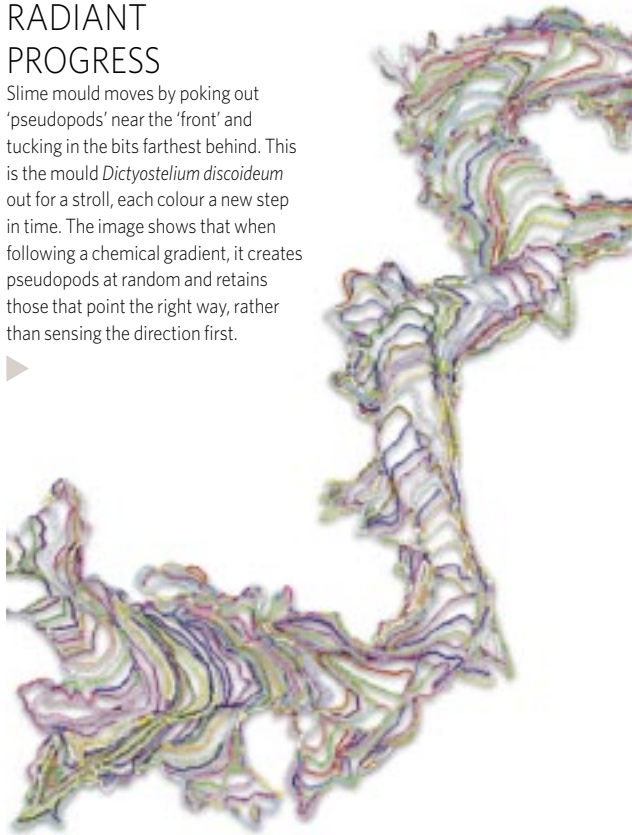 RADIANT
PROGRESS
Slime mould moves by poking out
‘pseudopods’ near the ‘front’ and
tucking in the bits farthest behind. This
is the mould Dictyostelium discoideum
out for a stroll, each colour a new step
in time. The image shows that when
following a chemical gradient, it creates
pseudopods at random and retains
those that point the right way, rather
than sensing the direction first.